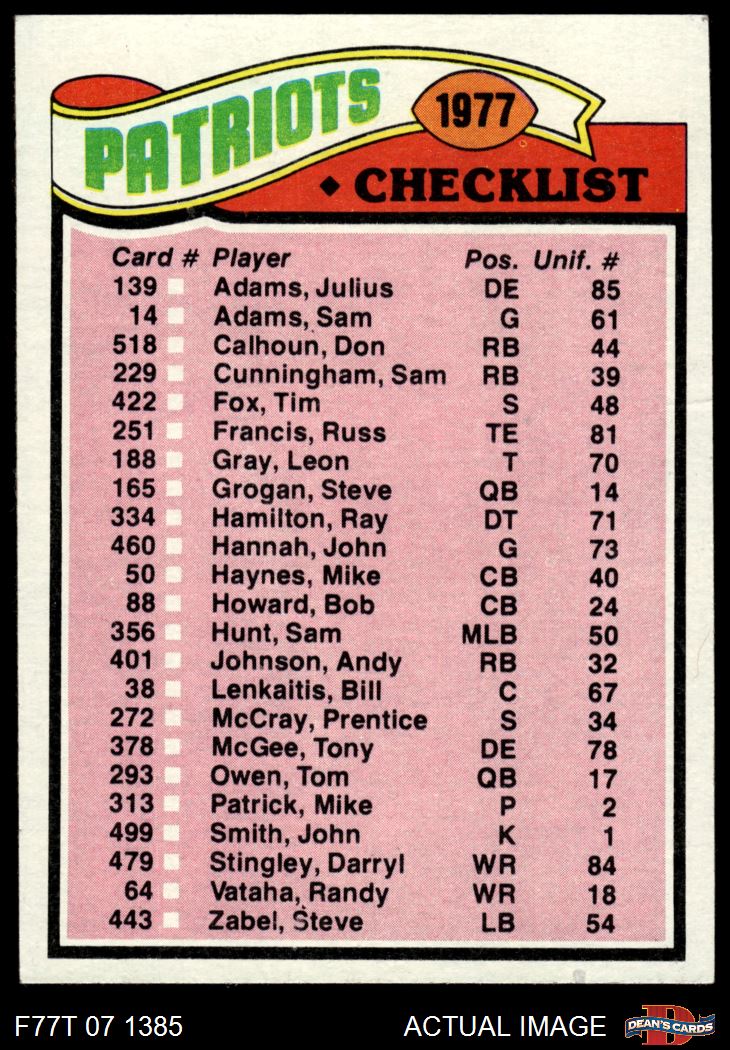 PATRIOTS
1977
◆ CHECKLIST
Card # Player Pos. Unif. #
139 Adams, Julius DE 85
14 Adams, Sam G 61
518 Calhoun, Don RB 44
229 Cunningham, Sam RB 39
422 Fox, Tim S 48
251 Francis, Russ TE 81
188 Gray, Leon T 70
165 Grogan, Steve QB 14
334 Hamilton, Ray DT 71
460 Hannah, John G 73
50 Haynes, Mike CB 40
88 Howard, Bob CB 24
356 Hunt, Sam MLB 50
401 Johnson, Andy RB 32
38 Lenkaitis, Bill C 67
272 McCray, Prentice S 34
378 McGee, Tony DE 78
293 Owen, Tom QB 17
313 Patrick, Mike P 2
499 Smith, John K 1
479 Stingley, Darryl WR 84
64 Vataha, Randy WR 18
443 Zabel, Steve LB 54
F77T 07 1385 ACTUAL IMAGE
D
DEAN'S CARDS